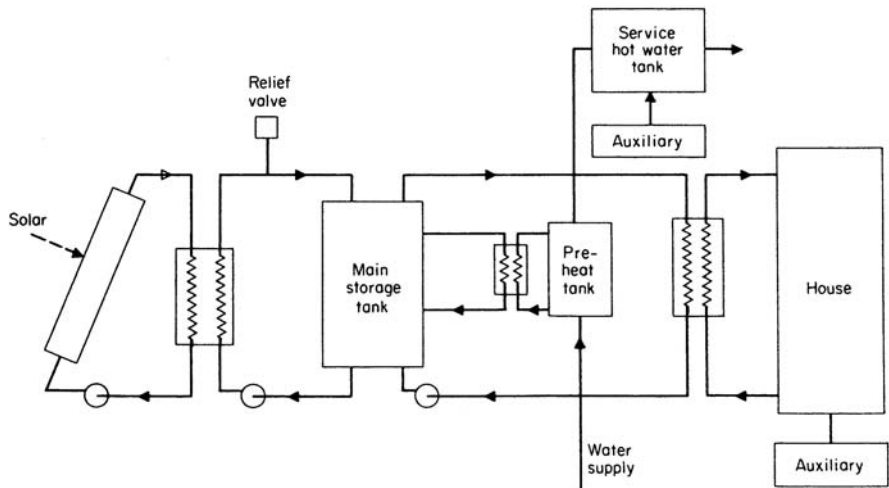 Service
hot water
tank
Relief
valve
Auxiliary
Solar
Main
storage
tank
Pre-
heat
tank
House
Water
supply
Auxiliary